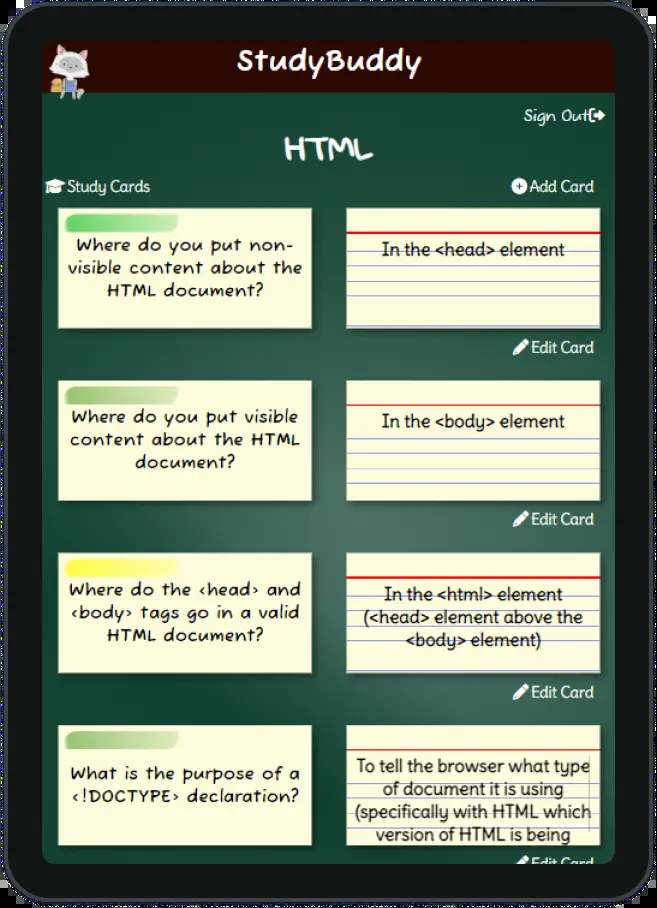 StudyBuddy
Sign Out
HTML
Study Cards
Add Card
Where do you put non-
visible content about the
HTML document?
In the <head> element
Edit Card
Where do you put visible
content about the HTML
document?
In the <body> element
Edit Card
Where do the <head> and
<body> tags go in a valid
HTML document?
In the <html> element
(<head> element above the
<body> element)
Edit Card
What is the purpose of a
<!DOCTYPE> declaration?
To tell the browser what type
of document it is using
(specifically with HTML which
version of HTML is being
Edit Card